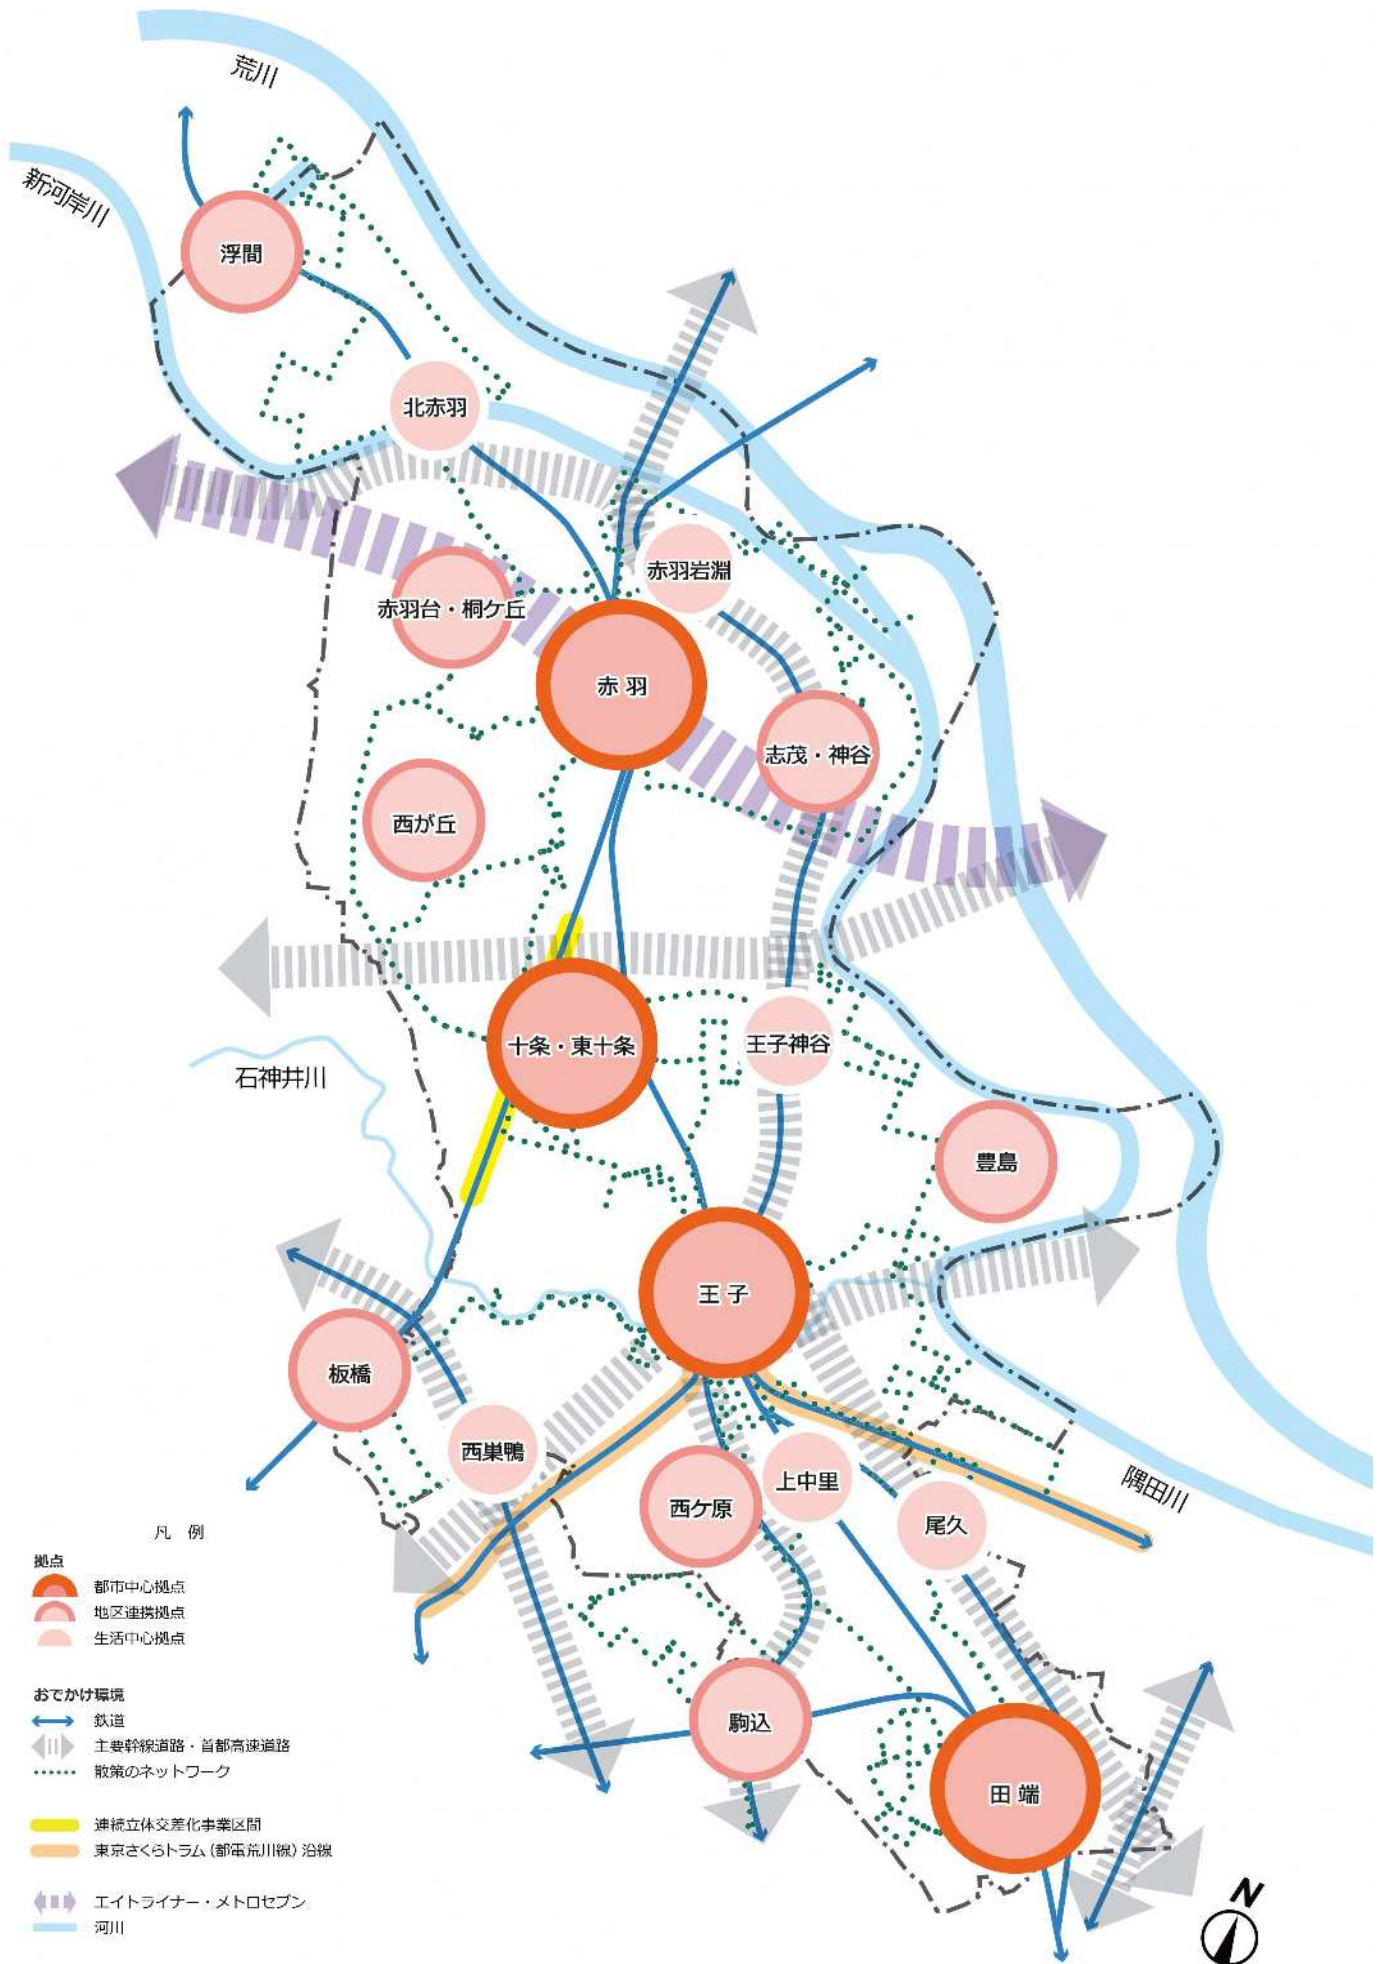 荒川
新河岸川
浮間
北赤羽
赤羽岩淵
赤羽台・桐ケ丘
赤 羽
志茂・神谷
西が丘
十条・東十条
王子神谷
石神井川
豊島
王 子
板橋
西巣鴨
上中里
西ケ原
隅田川
尾久
駒込
田 端
凡 例
拠点
都市中心拠点
地区連携拠点
生活中心拠点
おでかけ環境
鉄道
主要幹線道路・首都高速道路
散策のネットワーク
連続立体交差化事業区間
東京さくらトラム(都電荒川線)沿線
エイトライナー・メトロセブン
河川
N